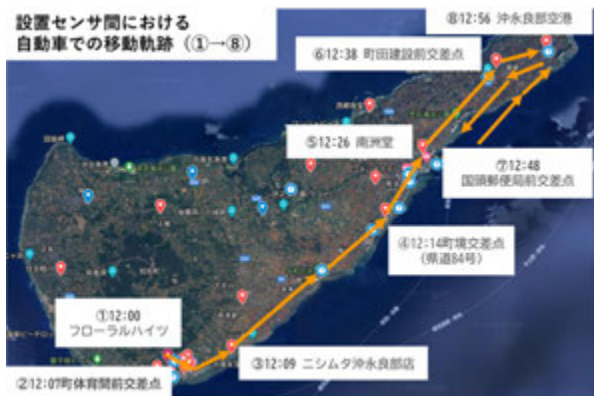 設置センサ間における
自動車での移動軌跡（①→⑧）
⑧12:56 沖永良部空港
⑥12:38 町田建設前交差点
⑤12:26 南洲堂
⑦12:48
国頭郵便局前交差点
④12:14町境交差点
（県道84号）
①12:00
フローラルハイツ
③12:09 ニシムタ沖永良部店
②12:07町体育館前交差点